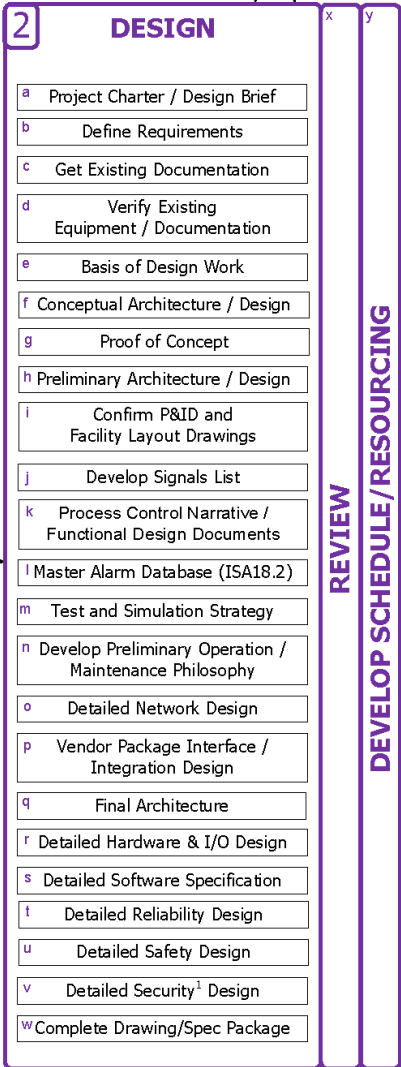 2 DESIGN
a Project Charter / Design Brief
b Define Requirements
c Get Existing Documentation
d Verify Existing
Equipment / Documentation
e Basis of Design Work
f Conceptual Architecture / Design
g Proof of Concept
h Preliminary Architecture / Design
i Confirm P&ID and
Facility Layout Drawings
j Develop Signals List
k Process Control Narrative /
Functional Design Documents
l Master Alarm Database (ISA18.2)
m Test and Simulation Strategy
n Develop Preliminary Operation /
Maintenance Philosophy
o Detailed Network Design
p Vendor Package Interface /
Integration Design
q Final Architecture
r Detailed Hardware & I/O Design
s Detailed Software Specification
t Detailed Reliability Design
u Detailed Safety Design
v Detailed Security¹ Design
w Complete Drawing/Spec Package
x REVIEW
y DEVELOP SCHEDULE/RESOURCING